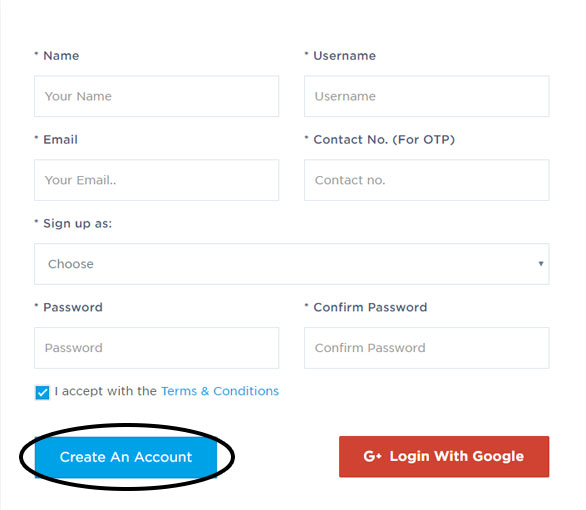 * Name * Username
Your Name Username
* Email * Contact No. (For OTP)
Your Email.. Contact no.
* Sign up as:
Choose
* Password * Confirm Password
Password Confirm Password
I accept with the Terms & Conditions
Create An Account G+ Login With Google